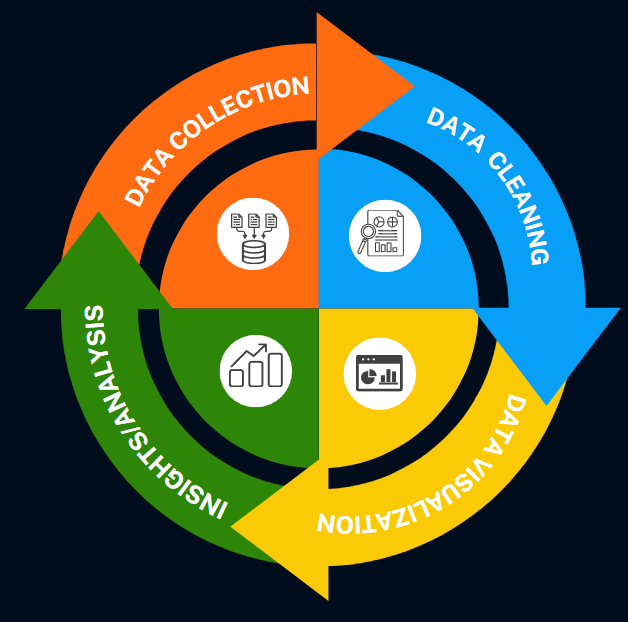 DATA COLLECTION
DATA CLEANING
DATA VISUALIZATION
INSIGHTS/ANALYSIS